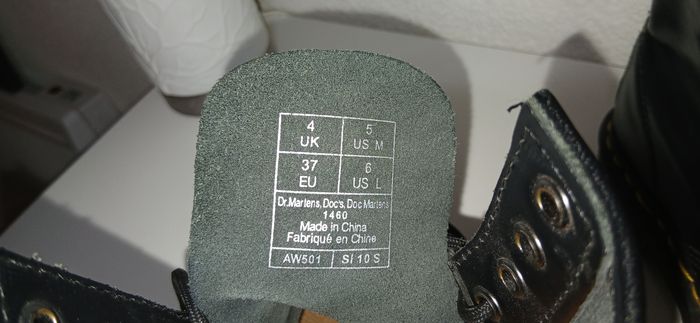 4 5
UK US M
37 6
EU US L
Dr.Martens, Doc's, Doc Martens
1460
Made in China
Fabriqué en Chine
AW501 SI 10 S